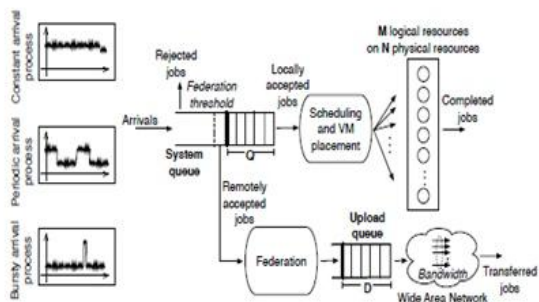 Constant arrival
process
Periodic arrival
process
Bursty arrival
process
Arrivals
Rejected
jobs
Federation
threshold
System
queue
Q
Locally
accepted
jobs
Scheduling
and VM
placement
M logical resources
on N physical resources
Completed
jobs
Remotely
accepted
jobs
Federation
Upload
queue
D
Bandwidth
Wide Area Network
Transferred
jobs